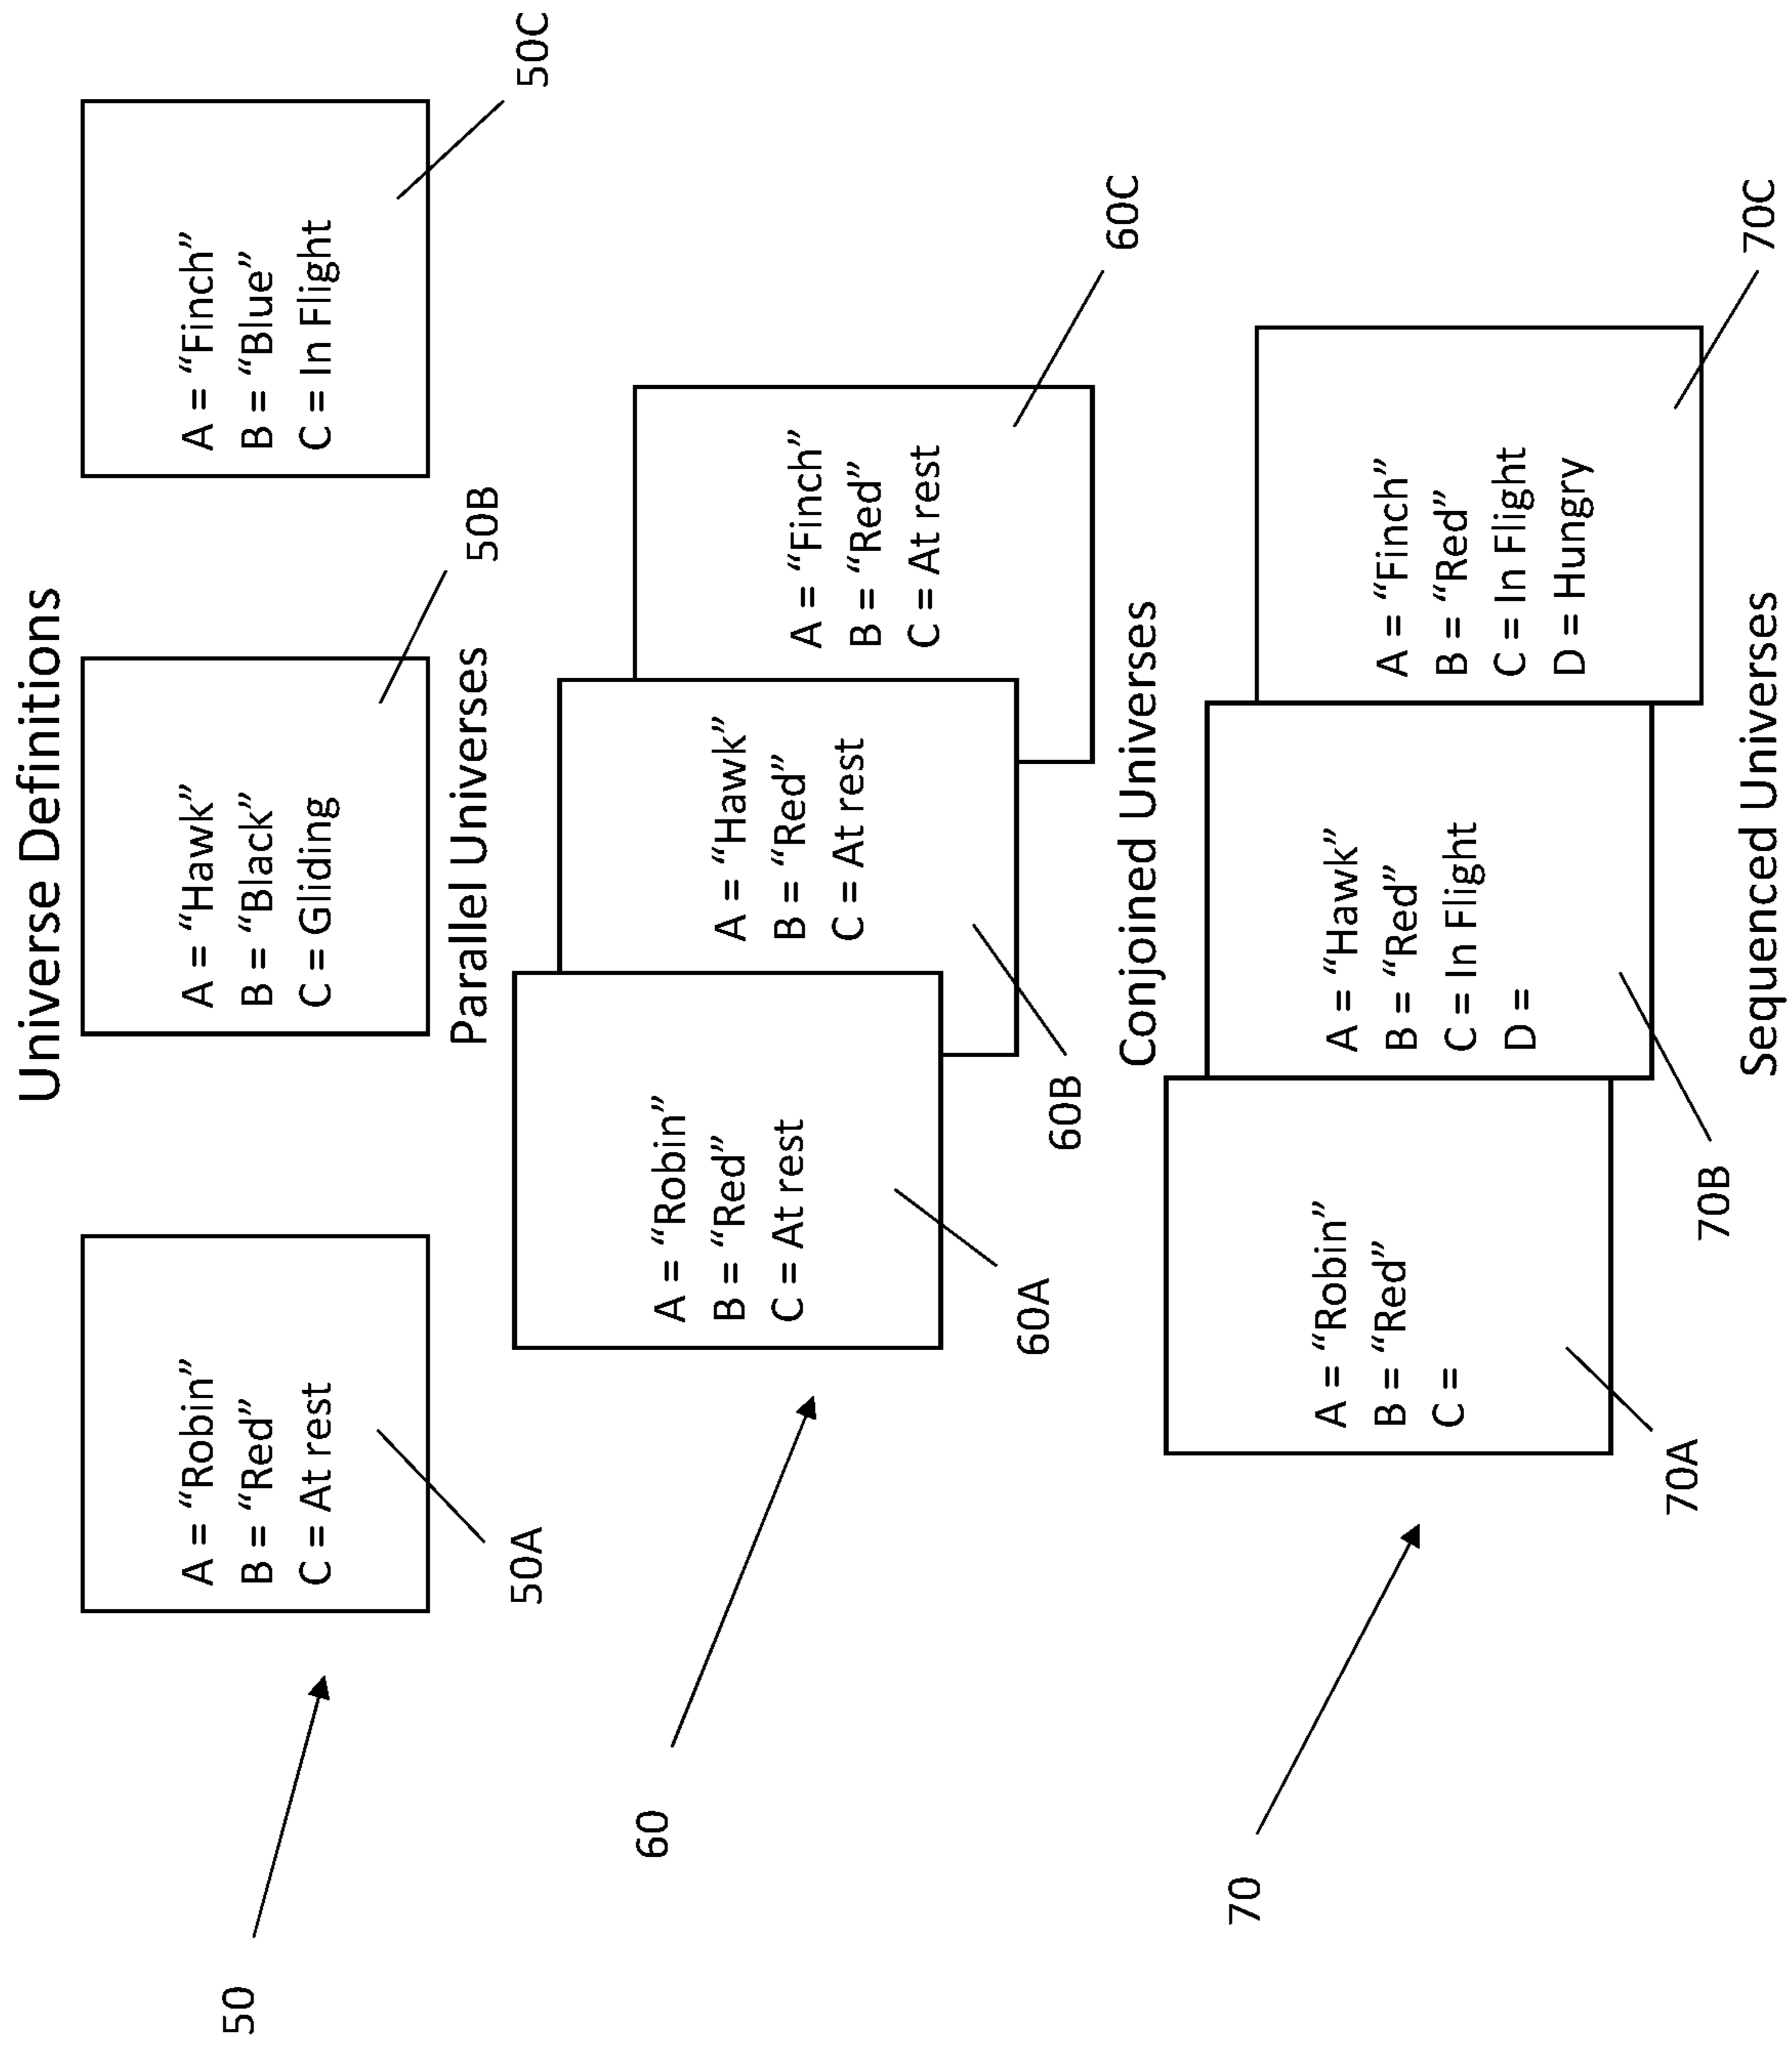 Universe Definitions
50
A = “Robin”
B = “Red”
C = At rest
50A
A = “Hawk”
B = “Black”
C = Gliding
50B
A = “Finch”
B = “Blue”
C = In Flight
50C
Parallel Universes
60
A = “Robin”
B = “Red”
C = At rest
60A
A = “Hawk”
B = “Red”
C = At rest
60B
A = “Finch”
B = “Red”
C = At rest
60C
Conjoined Universes
70
A = “Robin”
B = “Red”
C =
70A
A = “Hawk”
B = “Red”
C = In Flight
D =
70B
A = “Finch”
B = “Red”
C = In Flight
D = Hungry
70C
Sequenced Universes